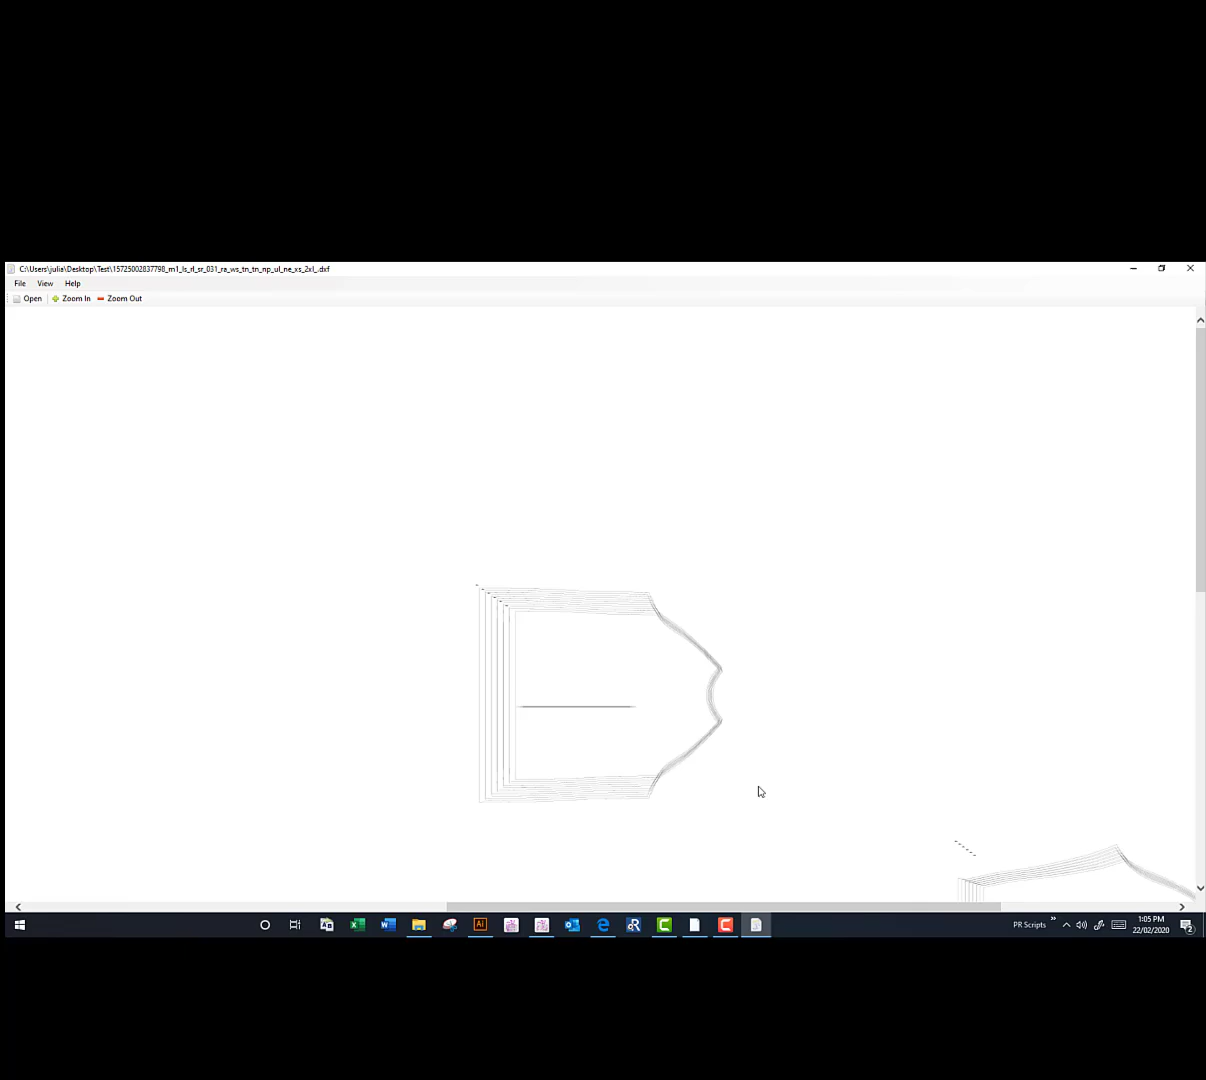 C:\Users\julia\Desktop\Test\15725002837798_m1_ls_rl_sr_031_ra_ws_tn_tn_np_ul_ne_xs_2xl_.dxf
File View Help
Open Zoom In Zoom Out
PR Scripts
1:05 PM
22/02/2020
2